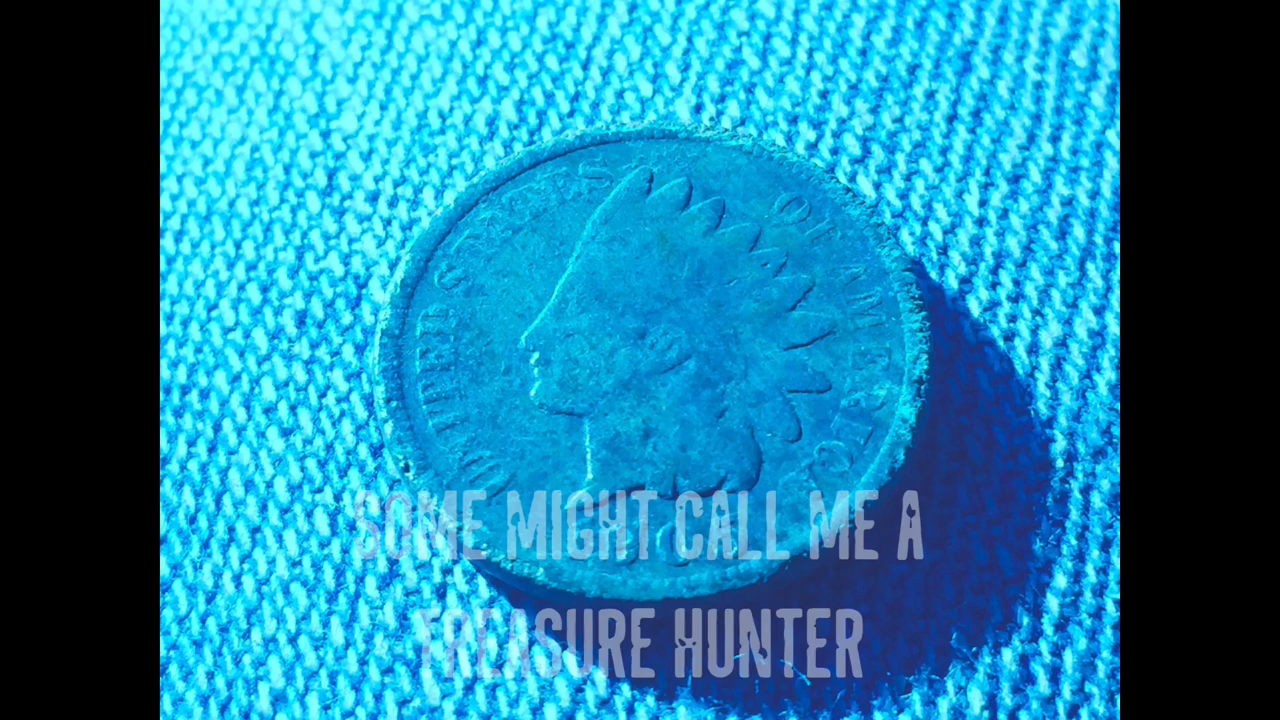 UNITED STATES OF AMERICA
SOME MIGHT CALL ME A
TREASURE HUNTER